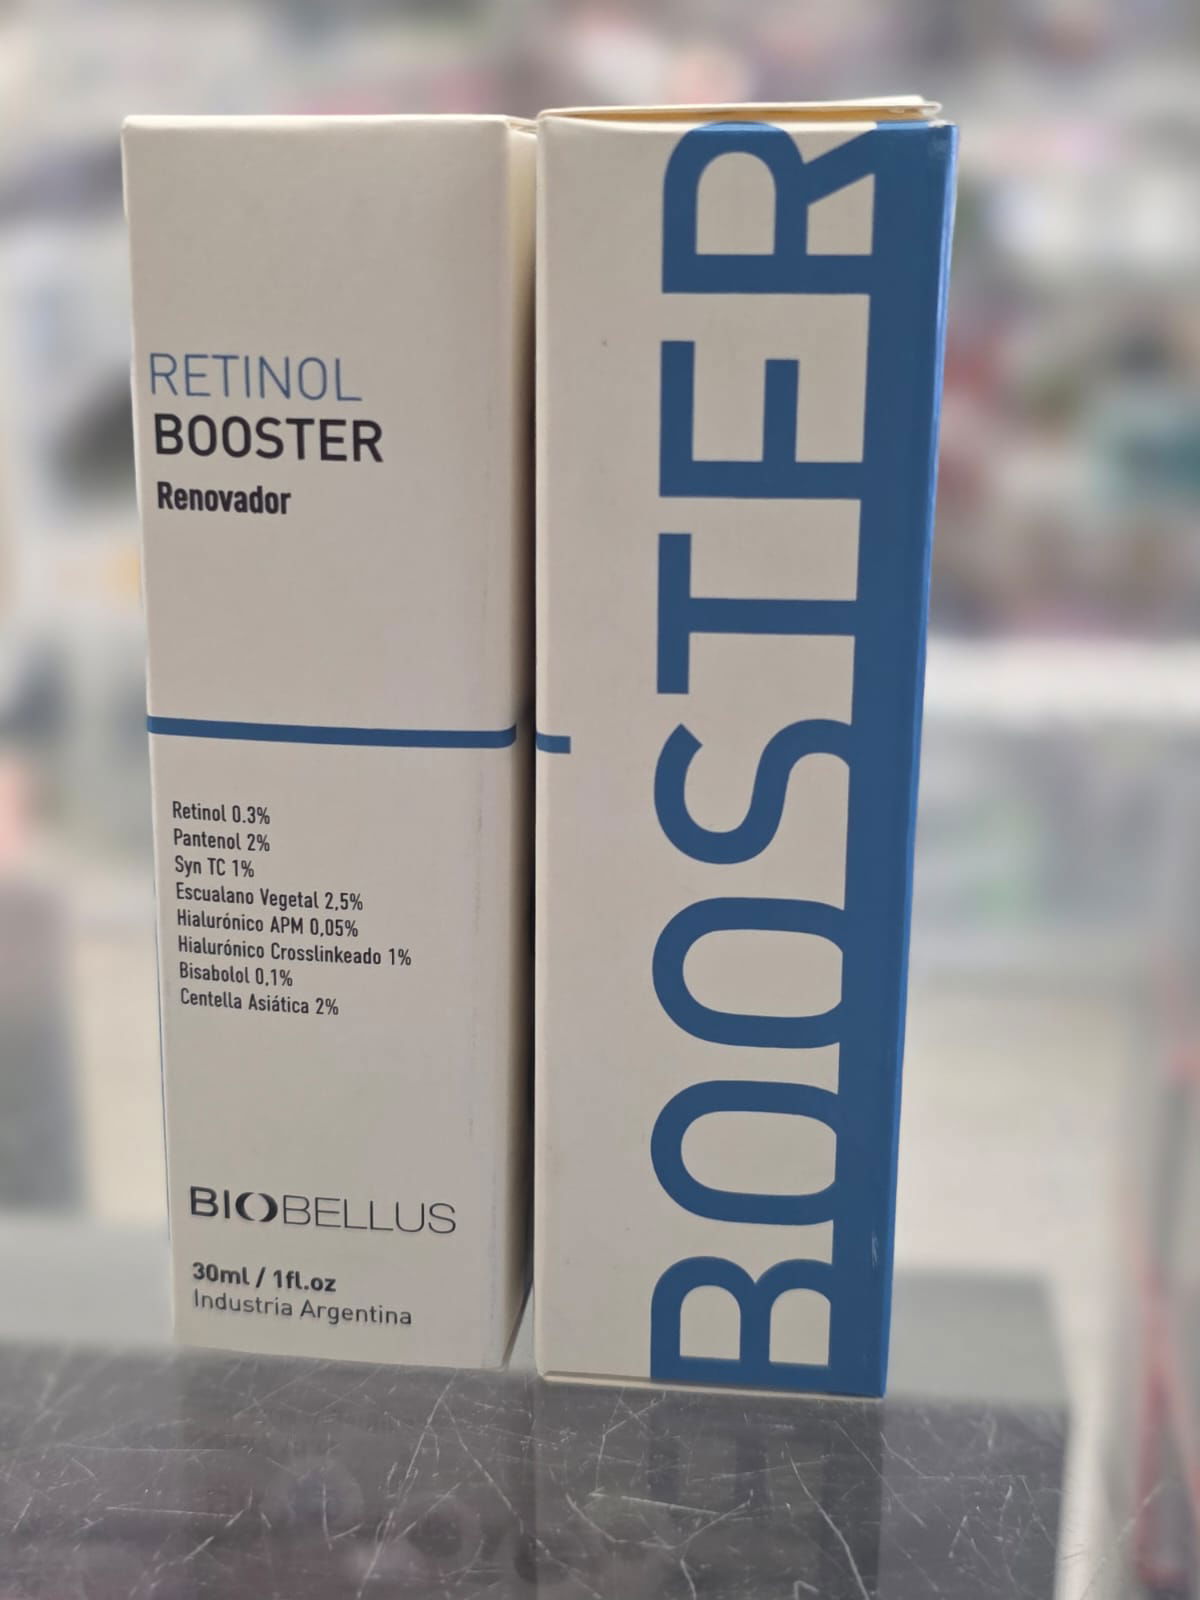 RETINOL
BOOSTER
Renovador
Retinol 0.3%
Pantenol 2%
Syn TC 1%
Escualano Vegetal 2,5%
Hialurónico APM 0,05%
Hialurónico Crosslinkeado 1%
Bisabolol 0,1%
Centella Asiática 2%
BIOBELLUS
30ml / 1fl.oz
Industria Argentina
BOOSTER